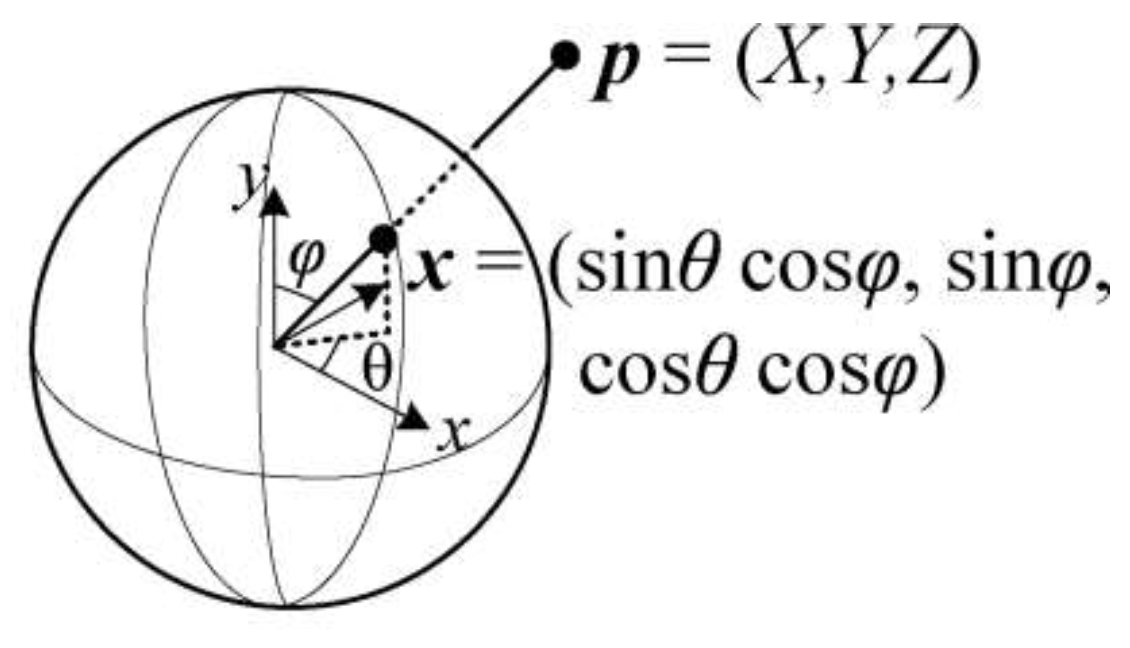 p = (X,Y,Z)
y
φ
x = (sinθ cosφ, sinφ,
cosθ cosφ)
θ
x